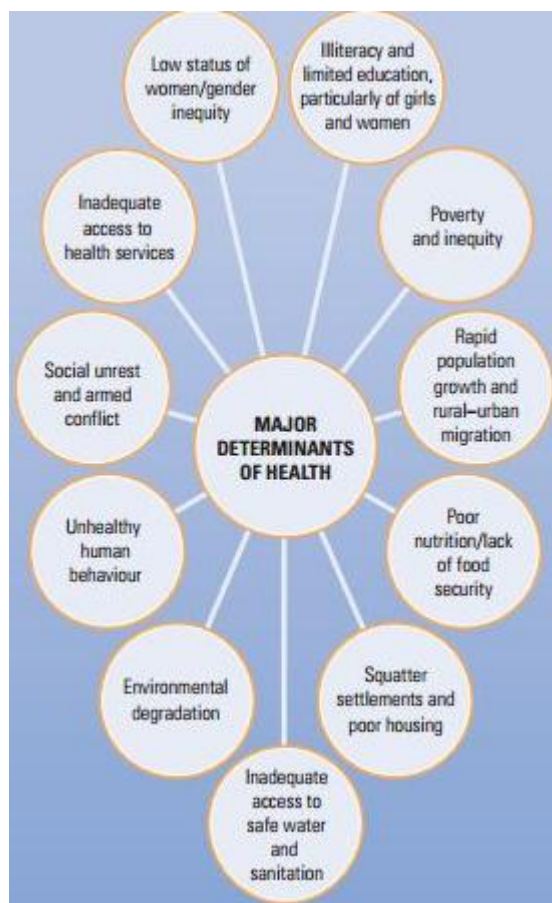 Low status of
women/gender
inequity
Illiteracy and
limited education,
particularly of girls
and women
Inadequate
access to
health services
Poverty
and inequity
Social unrest
and armed
conflict
MAJOR
DETERMINANTS
OF HEALTH
Rapid
population
growth and
rural–urban
migration
Unhealthy
human
behaviour
Poor
nutrition/lack
of food
security
Environmental
degradation
Squatter
settlements and
poor housing
Inadequate
access to
safe water
and
sanitation